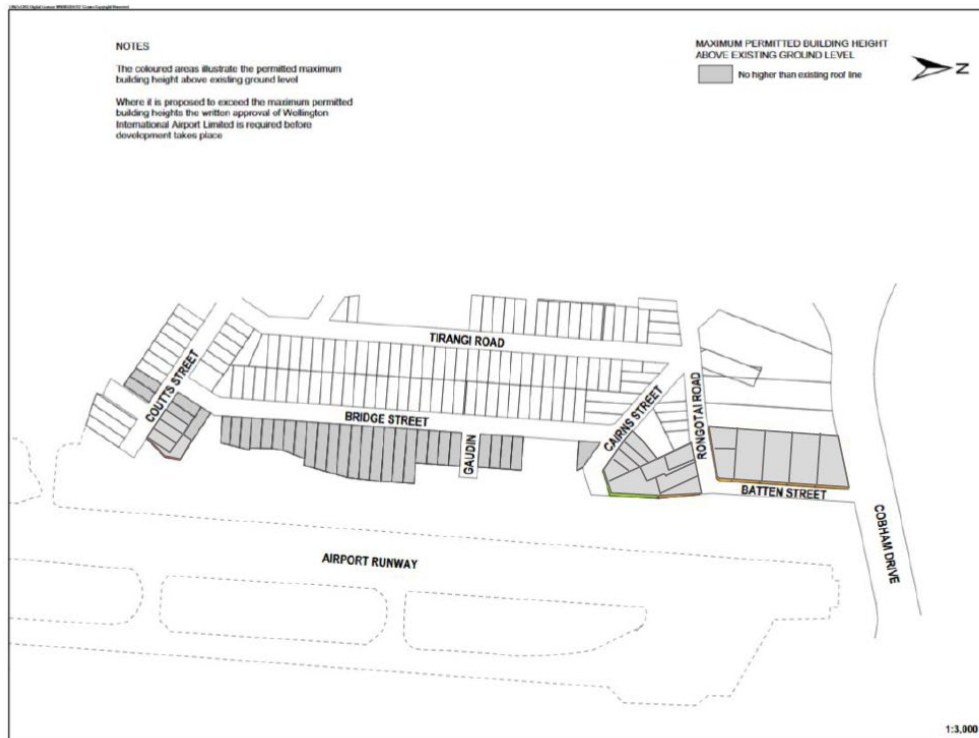 NOTES
The coloured areas illustrate the permitted maximum
building height above existing ground level
Where it is proposed to exceed the maximum permitted
building heights the written approval of Wellington
International Airport Limited is required before
development takes place
MAXIMUM PERMITTED BUILDING HEIGHT
ABOVE EXISTING GROUND LEVEL
No higher than existing roof line
N
TIRANGI ROAD
COUTTS STREET
BRIDGE STREET
GAUDIN
CAIRNS STREET
RONGOTAI ROAD
BATTEN STREET
COBHAM DRIVE
AIRPORT RUNWAY
1:3,000